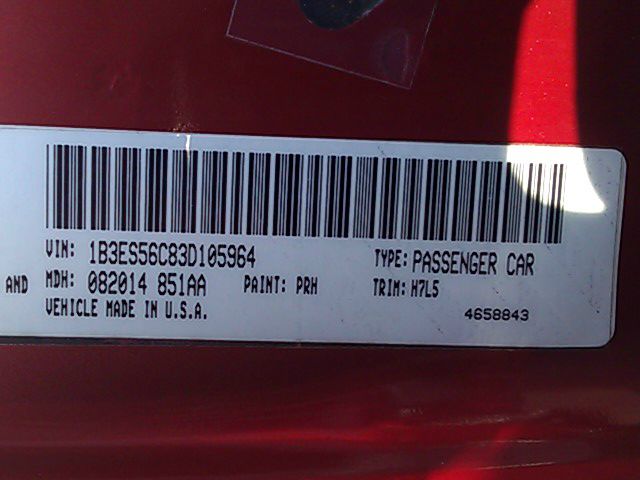 VIN: 1B3ES56C83D105964 TYPE: PASSENGER CAR
AND MDH: 082014 851AA PAINT: PRH TRIM: H7L5
VEHICLE MADE IN U.S.A. 4658843